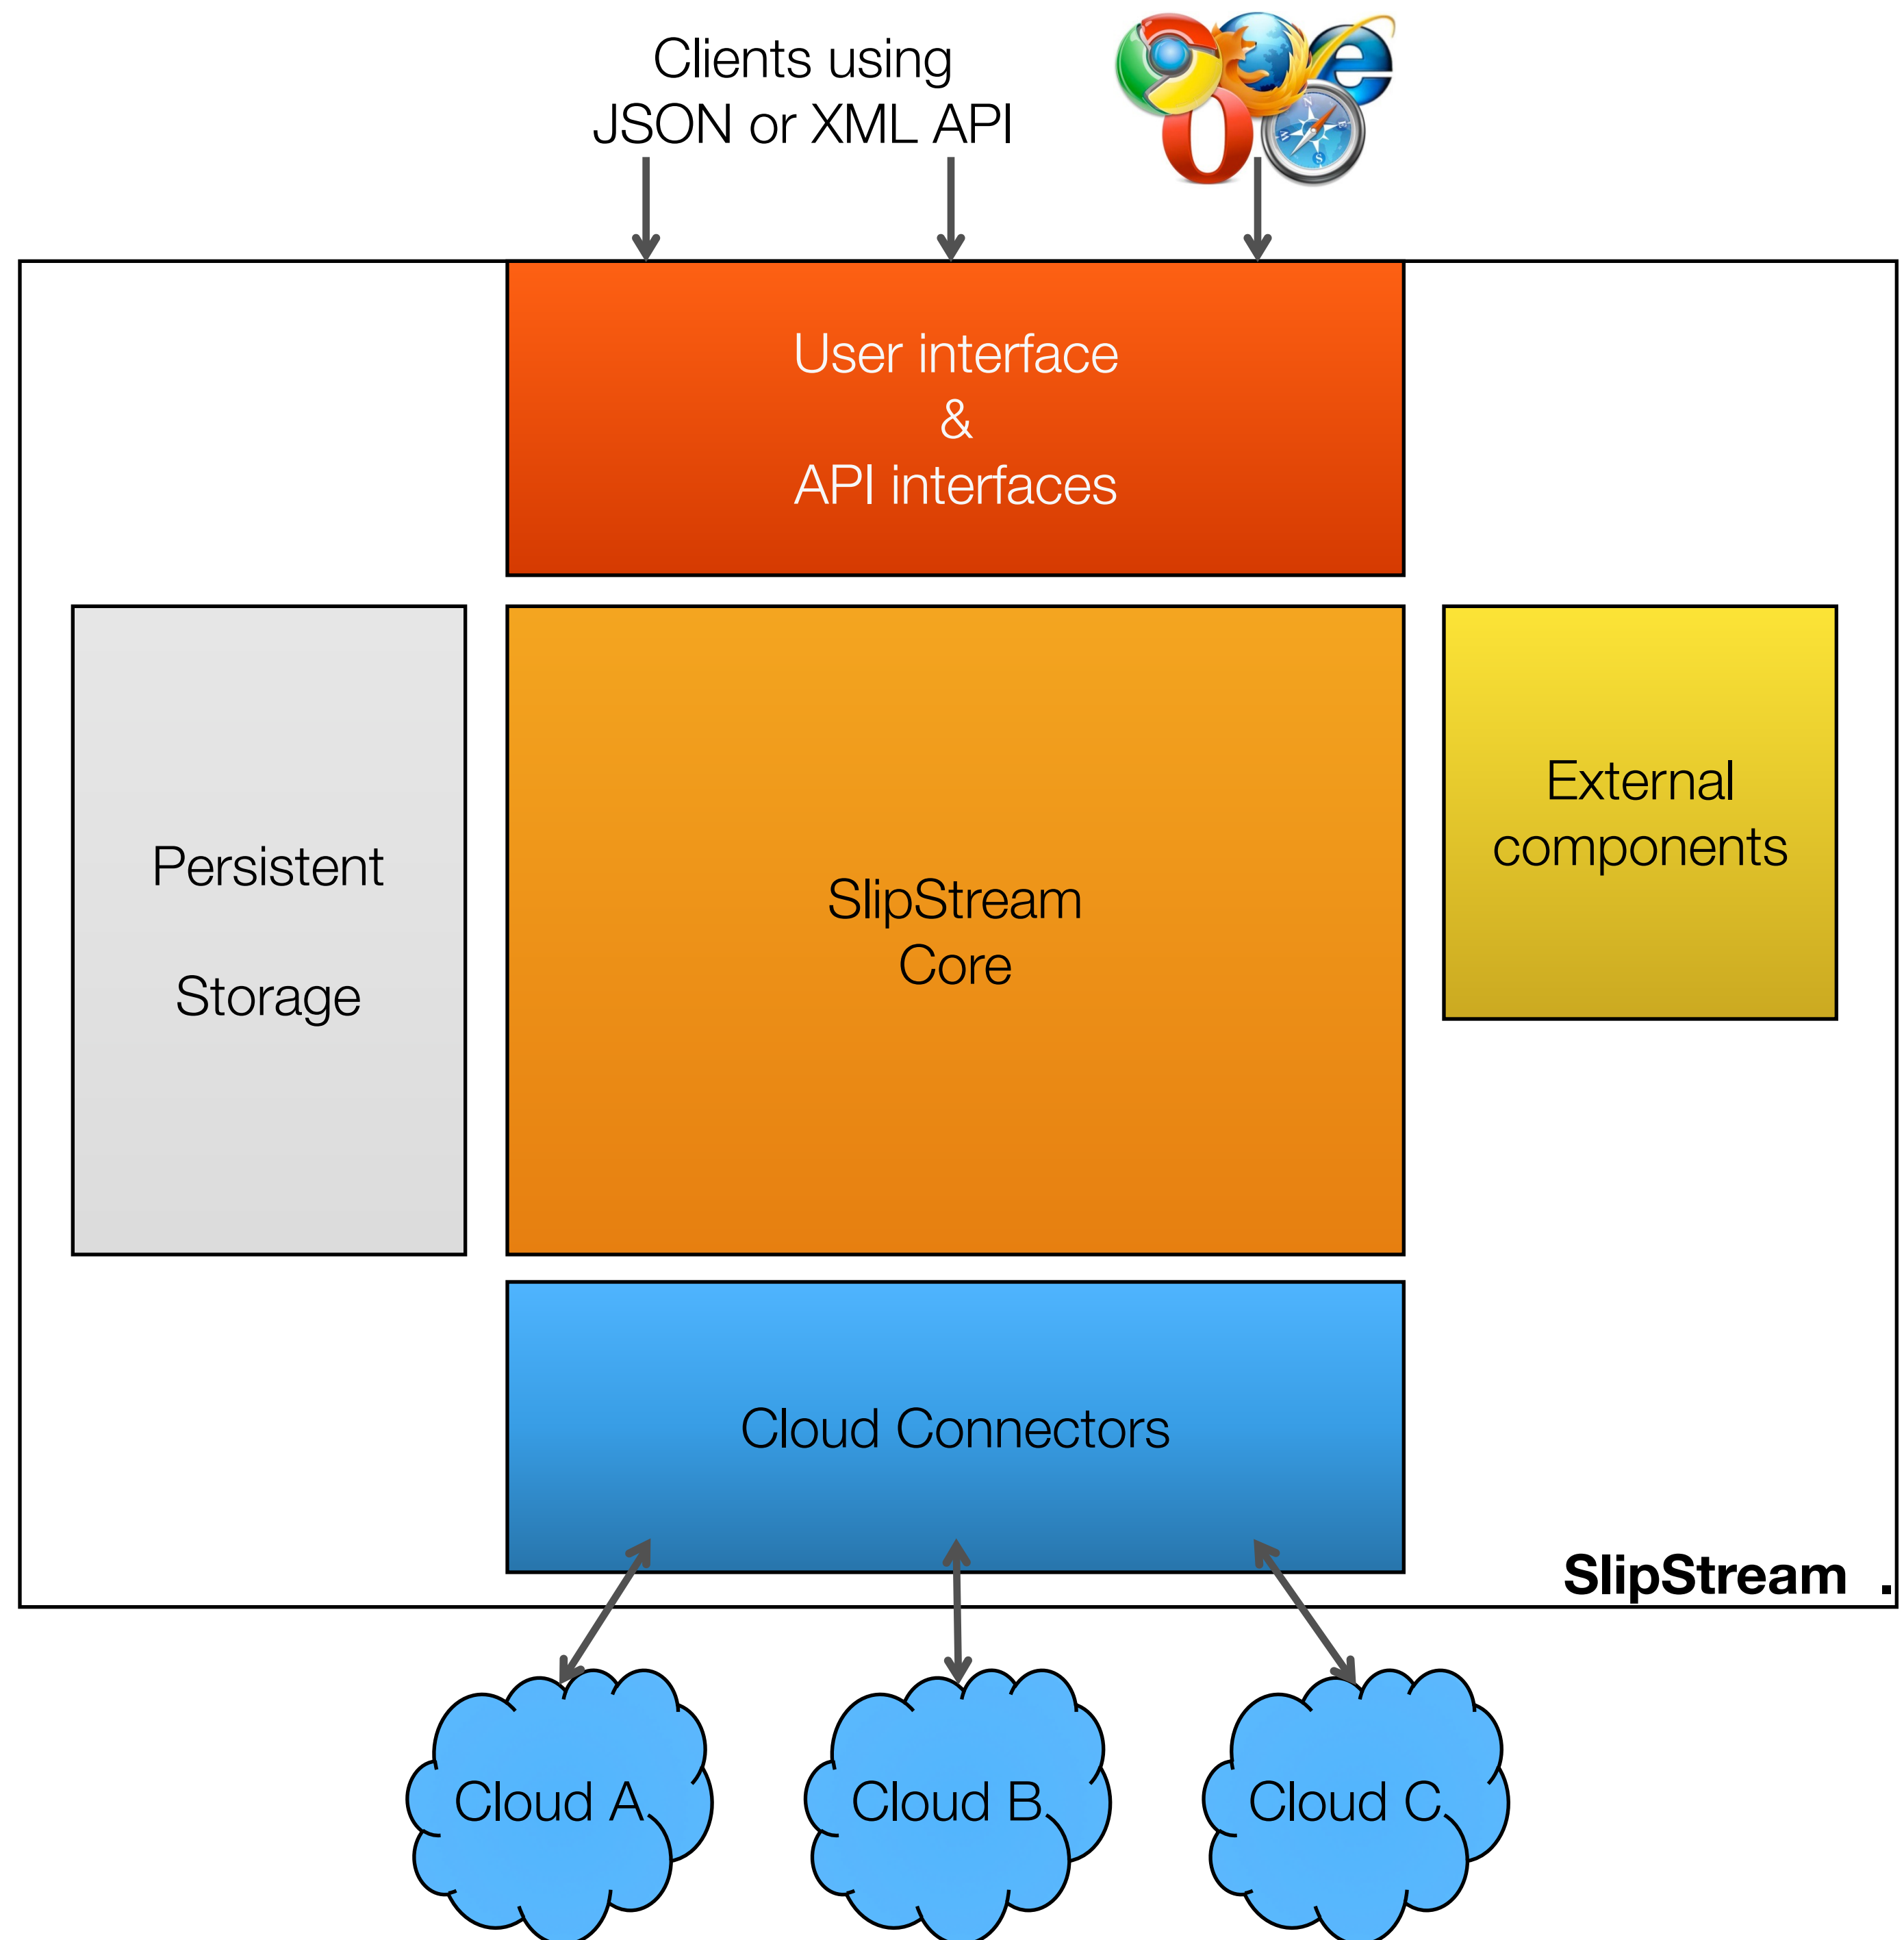 Clients using
JSON or XML API
User interface
&
API interfaces
Persistent
Storage
SlipStream
Core
External
components
Cloud Connectors
SlipStream .
Cloud A
Cloud B
Cloud C